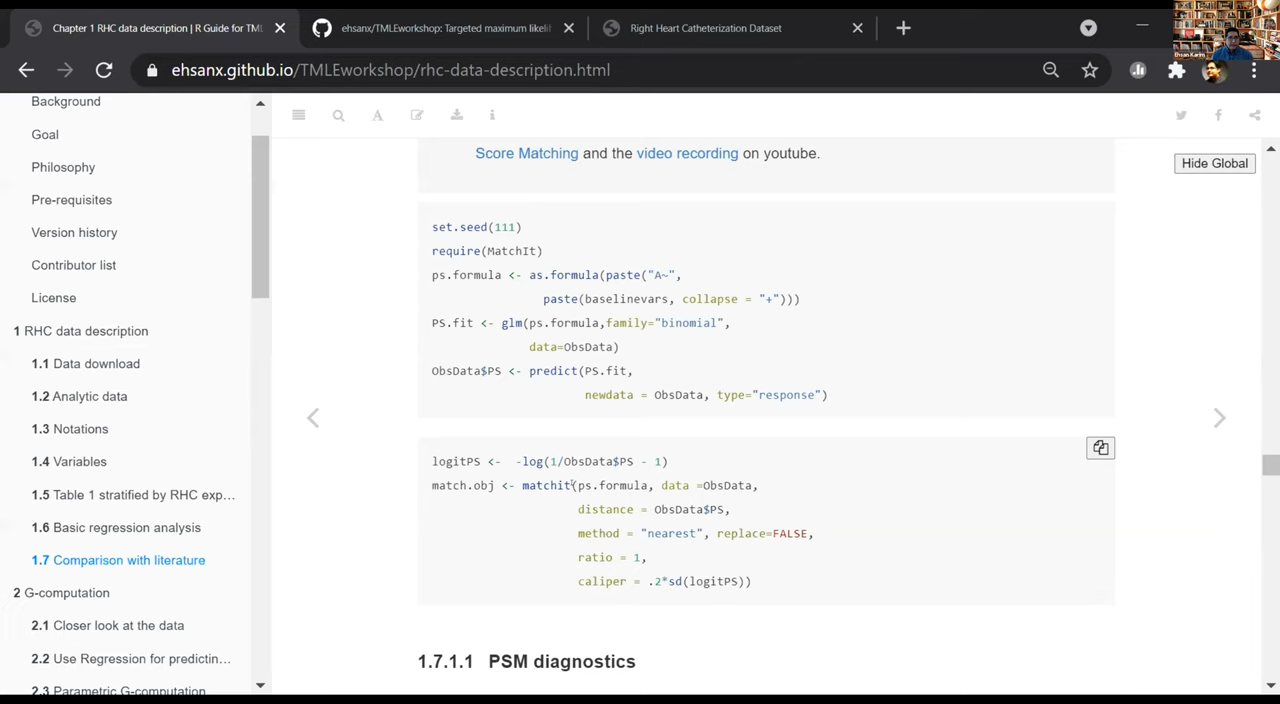 Chapter 1 RHC data description | R Guide for TML
ehsanx/TMLEworkshop: Targeted maximum likeli
Right Heart Catheterization Dataset
ehsanx.github.io/TMLEworkshop/rhc-data-description.html
Ehsan Karim
Background
Goal
Philosophy
Pre-requisites
Version history
Contributor list
License
1 RHC data description
1.1 Data download
1.2 Analytic data
1.3 Notations
1.4 Variables
1.5 Table 1 stratified by RHC exp...
1.6 Basic regression analysis
1.7 Comparison with literature
2 G-computation
2.1 Closer look at the data
2.2 Use Regression for predictin...
2.3 Parametric G-computation
Hide Global
Score Matching and the video recording on youtube.
set.seed(111)
require(MatchIt)
ps.formula <- as.formula(paste("A~",
paste(baselinevars, collapse = "+")))
PS.fit <- glm(ps.formula,family="binomial",
data=ObsData)
ObsData$PS <- predict(PS.fit,
newdata = ObsData, type="response")
logitPS <-  -log(1/ObsData$PS - 1)
match.obj <- matchit(ps.formula, data =ObsData,
distance = ObsData$PS,
method = "nearest", replace=FALSE,
ratio = 1,
caliper = .2*sd(logitPS))
1.7.1.1 PSM diagnostics